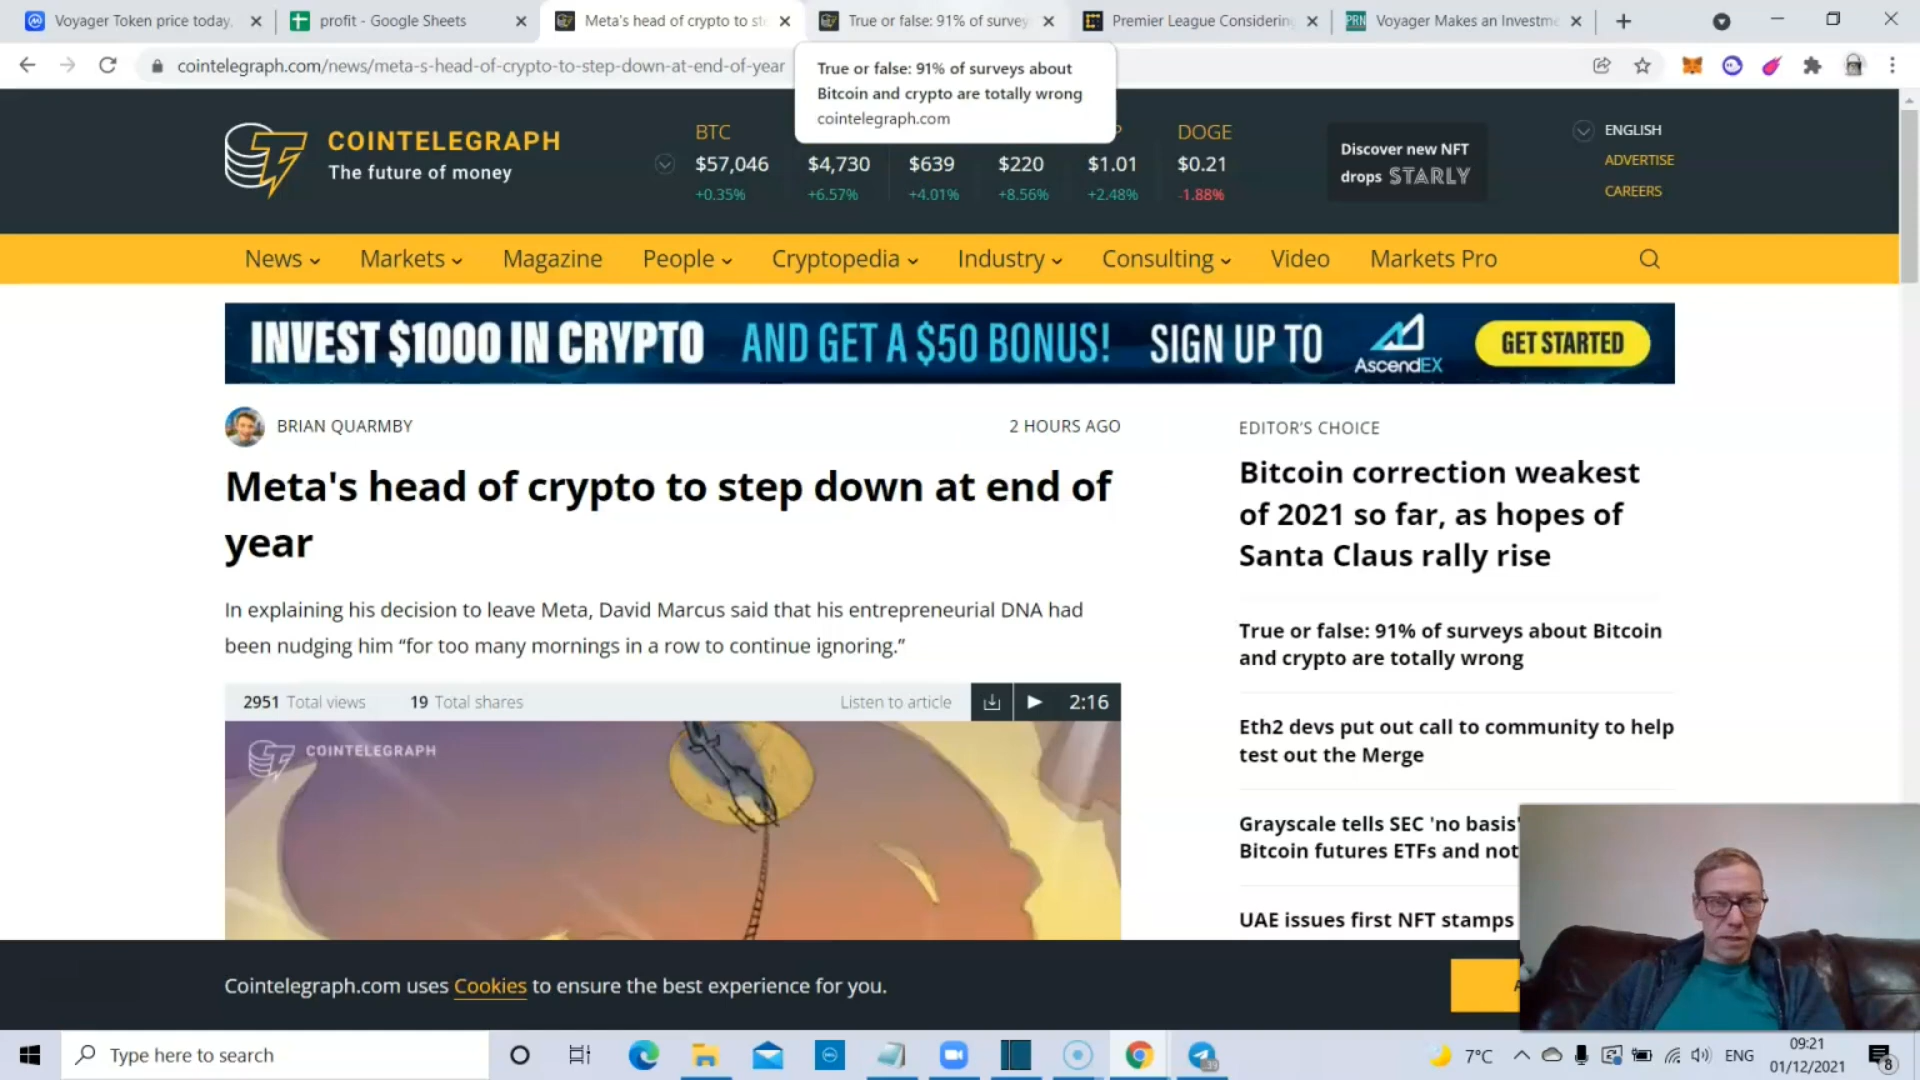 Voyager Token price today,
profit - Google Sheets
Meta's head of crypto to st
True or false: 91% of survey
Premier League Considering
PRN Voyager Makes an Investme
cointelegraph.com/news/meta-s-head-of-crypto-to-step-down-at-end-of-year
True or false: 91% of surveys about
Bitcoin and crypto are totally wrong
cointelegraph.com
COINTELEGRAPH
The future of money
BTC
DOGE
$57,046
$4,730
$639
$220
$1.01
$0.21
+0.35%
+6.57%
+4.01%
+8.56%
+2.48%
-1.88%
Discover new NFT
drops STARLY
ENGLISH
ADVERTISE
CAREERS
News
Markets
Magazine
People
Cryptopedia
Industry
Consulting
Video
Markets Pro
INVEST $1000 IN CRYPTO AND GET A $50 BONUS! SIGN UP TO
AscendEX
GET STARTED
BRIAN QUARMBY
2 HOURS AGO
Meta's head of crypto to step down at end of
year
In explaining his decision to leave Meta, David Marcus said that his entrepreneurial DNA had
been nudging him “for too many mornings in a row to continue ignoring.”
2951 Total views
19 Total shares
Listen to article
2:16
COINTELEGRAPH
EDITOR'S CHOICE
Bitcoin correction weakest
of 2021 so far, as hopes of
Santa Claus rally rise
True or false: 91% of surveys about Bitcoin
and crypto are totally wrong
Eth2 devs put out call to community to help
test out the Merge
Grayscale tells SEC 'no basis'
Bitcoin futures ETFs and not
UAE issues first NFT stamps
Cointelegraph.com uses Cookies to ensure the best experience for you.
Type here to search
7°C
ENG
09:21
01/12/2021
8